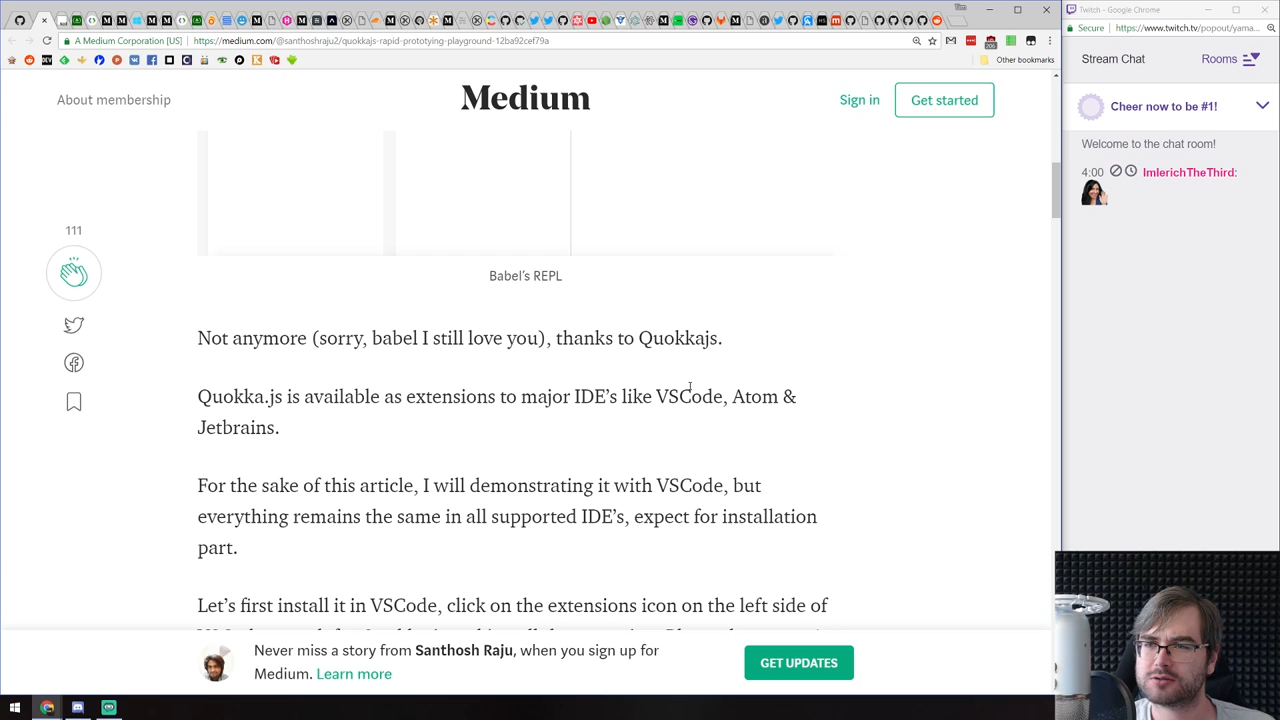 A Medium Corporation [US]
https://medium.com/@santhoshraju2/quokkajs-rapid-prototying-playground-12ba92cef79a
Other bookmarks
About membership
Medium
Sign in
Get started
111
Babel's REPL
Not anymore (sorry, babel I still love you), thanks to Quokkajs.
Quokka.js is available as extensions to major IDE's like VSCode, Atom &
Jetbrains.
For the sake of this article, I will demonstrating it with VSCode, but
everything remains the same in all supported IDE's, expect for installation
part.
Let's first install it in VSCode, click on the extensions icon on the left side of
Never miss a story from Santhosh Raju, when you sign up for
Medium. Learn more
GET UPDATES
Twitch - Google Chrome
Secure
https://www.twitch.tv/popout/yama...
Stream Chat
Rooms
Cheer now to be #1!
Welcome to the chat room!
4:00 ImIerichTheThird: